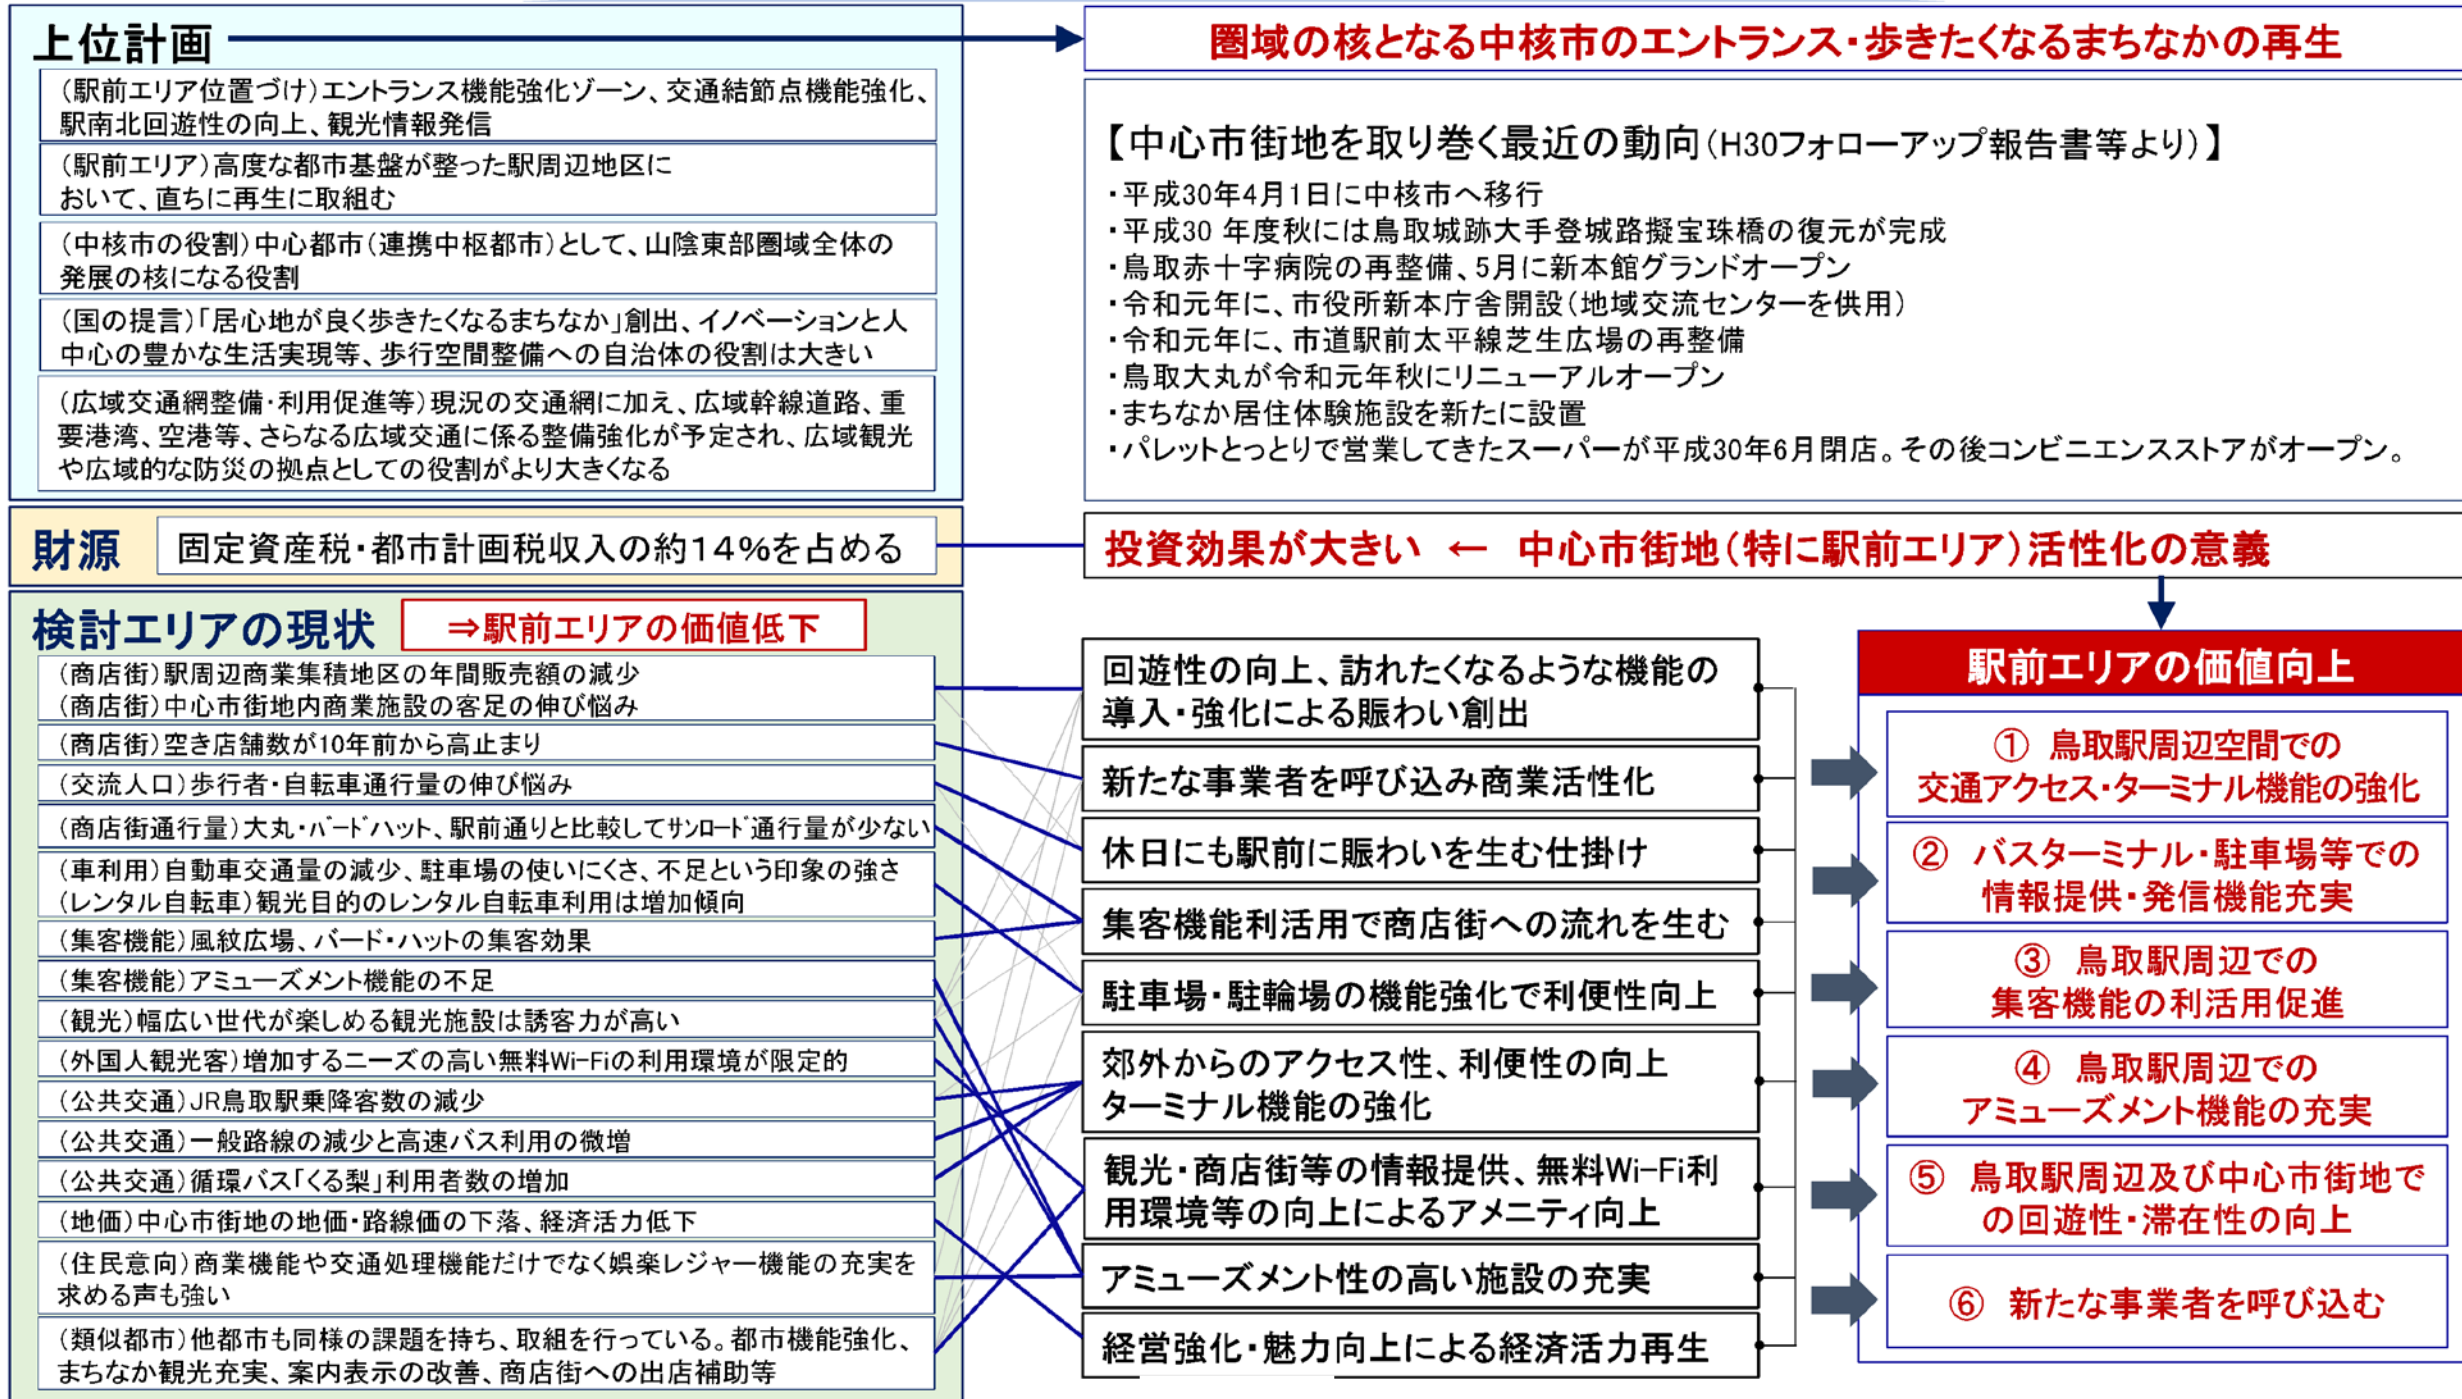 上位計画
(駅前エリア位置づけ)エントランス機能強化ゾーン、交通結節点機能強化、
駅南北回遊性の向上、観光情報発信
(駅前エリア)高度な都市基盤が整った駅周辺地区に
おいて、直ちに再生に取組む
(中核市の役割)中心都市(連携中枢都市)として、山陰東部圏域全体の
発展の核になる役割
(国の提言)「居心地が良く歩きたくなるまちなか」創出、イノベーションと人
中心の豊かな生活実現等、歩行空間整備への自治体の役割は大きい
(広域交通網整備・利用促進等)現況の交通網に加え、広域幹線道路、重
要港湾、空港等、さらなる広域交通に係る整備強化が予定され、広域観光
や広域的な防災の拠点としての役割がより大きくなる
圏域の核となる中核市のエントランス・歩きたくなるまちなかの再生
【中心市街地を取り巻く最近の動向(H30フォローアップ報告書等より)】
・平成30年4月1日に中核市へ移行
・平成30 年度秋には鳥取城跡大手登城路擬宝珠橋の復元が完成
・鳥取赤十字病院の再整備、5月に新本館グランドオープン
・令和元年に、市役所新本庁舎開設(地域交流センターを供用)
・令和元年に、市道駅前太平線芝生広場の再整備
・鳥取大丸が令和元年秋にリニューアルオープン
・まちなか居住体験施設を新たに設置
・パレットとっとりで営業してきたスーパーが平成30年6月閉店。その後コンビニエンスストアがオープン。
財源
固定資産税・都市計画税収入の約14%を占める
投資効果が大きい ← 中心市街地(特に駅前エリア)活性化の意義
検討エリアの現状
⇒駅前エリアの価値低下
(商店街)駅周辺商業集積地区の年間販売額の減少
(商店街)中心市街地内商業施設の客足の伸び悩み
(商店街)空き店舗数が10年前から高止まり
(交流人口)歩行者・自転車通行量の伸び悩み
(商店街通行量)大丸・バードハット、駅前通りと比較してサンロード通行量が少ない
(車利用)自動車交通量の減少、駐車場の使いにくさ、不足という印象の強さ
(レンタル自転車)観光目的のレンタル自転車利用は増加傾向
(集客機能)風紋広場、バード・ハットの集客効果
(集客機能)アミューズメント機能の不足
(観光)幅広い世代が楽しめる観光施設は誘客力が高い
(外国人観光客)増加するニーズの高い無料Wi-Fiの利用環境が限定的
(公共交通)JR鳥取駅乗降客数の減少
(公共交通)一般路線の減少と高速バス利用の微増
(公共交通)循環バス「くる梨」利用者数の増加
(地価)中心市街地の地価・路線価の下落、経済活力低下
(住民意向)商業機能や交通処理機能だけでなく娯楽レジャー機能の充実を
求める声も強い
(類似都市)他都市も同様の課題を持ち、取組を行っている。都市機能強化、
まちなか観光充実、案内表示の改善、商店街への出店補助等
回遊性の向上、訪れたくなるような機能の
導入・強化による賑わい創出
新たな事業者を呼び込み商業活性化
休日にも駅前に賑わいを生む仕掛け
集客機能利活用で商店街への流れを生む
駐車場・駐輪場の機能強化で利便性向上
郊外からのアクセス性、利便性の向上
ターミナル機能の強化
観光・商店街等の情報提供、無料Wi-Fi利
用環境等の向上によるアメニティ向上
アミューズメント性の高い施設の充実
経営強化・魅力向上による経済活力再生
駅前エリアの価値向上
① 鳥取駅周辺空間での
交通アクセス・ターミナル機能の強化
② バスターミナル・駐車場等での
情報提供・発信機能充実
③ 鳥取駅周辺での
集客機能の利活用促進
④ 鳥取駅周辺での
アミューズメント機能の充実
⑤ 鳥取駅周辺及び中心市街地で
の回遊性・滞在性の向上
⑥ 新たな事業者を呼び込む